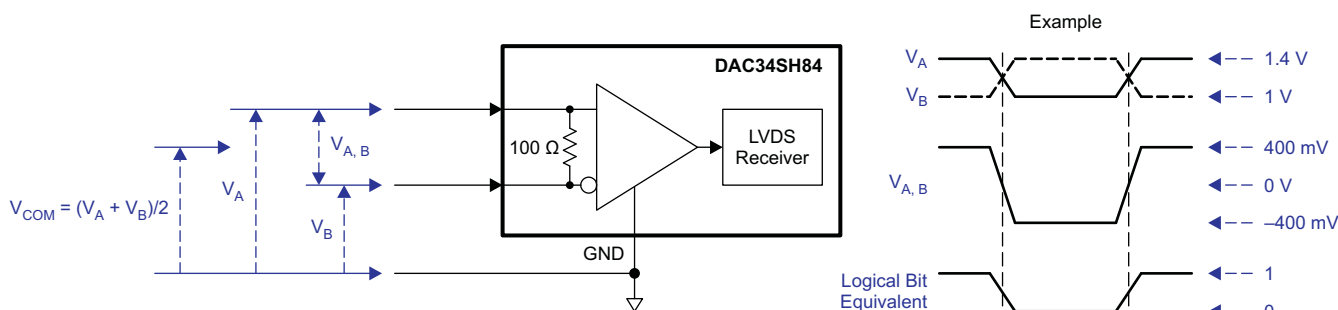 Example
DAC34SH84
V_A
1.4 V
V_B
1 V
LVDS
Receiver
100 Ω
V_A, B
400 mV
V_A
V_A, B
0 V
V_COM = (V_A + V_B)/2
V_B
–400 mV
GND
Logical Bit
Equivalent
1